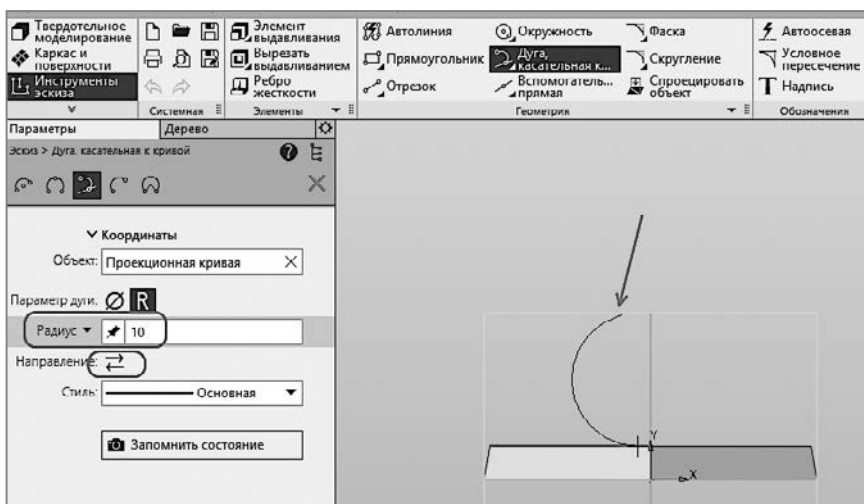 Твердотельное моделирование
Каркас и поверхности
Инструменты эскиза
Системная
Элемент выдавливания
Вырезать выдавливанием
Ребро жесткости
Элементы
Автолиния
Прямоугольник
Отрезок
Окружность
Дуга, касательная к...
Вспомогатель... прямая
Фаска
Скругление
Спроецировать объект
Геометрия
Автоосевая
Условное пересечение
Надпись
Обозначения
Параметры
Дерево
Эскиз > Дуга, касательная к кривой
Координаты
Объект: Проекционная кривая
Параметр дуги: R
Радиус 10
Направление:
Стиль: Основная
Запомнить состояние
Y
X